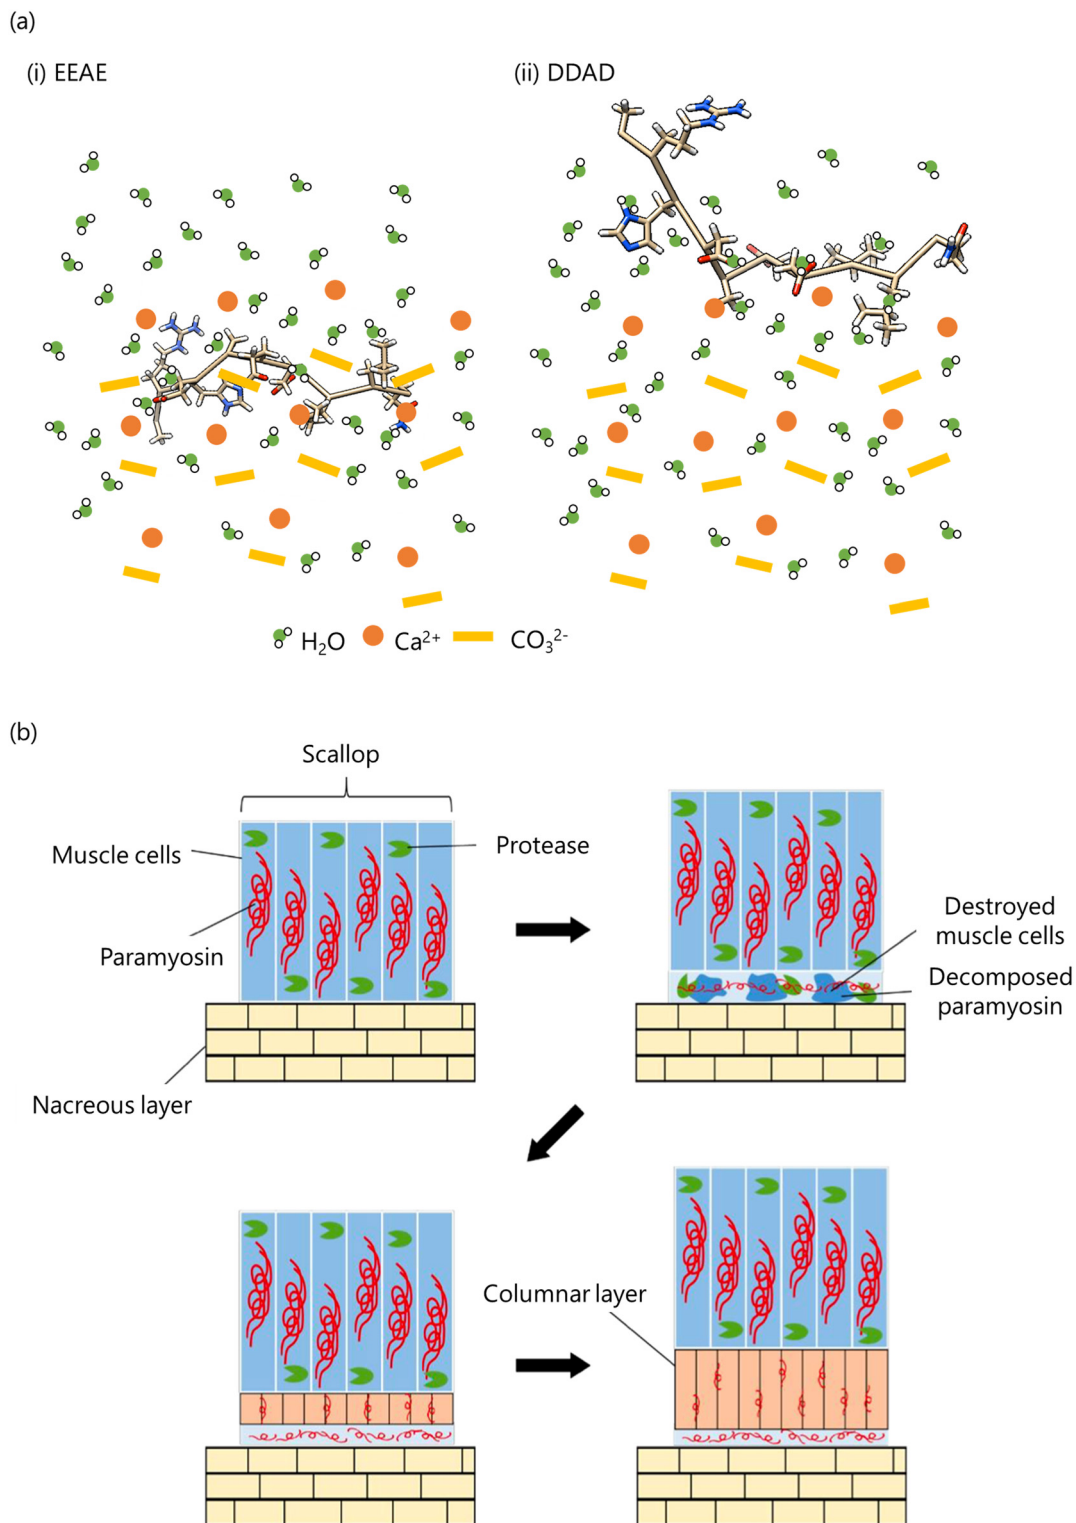 (a)
(i) EEAE
(ii) DDAD
H₂O
Ca²⁺
CO₃²⁻
(b)
Scallop
Muscle cells
Protease
Paramyosin
Nacreous layer
Destroyed
muscle cells
Decomposed
paramyosin
Columnar layer